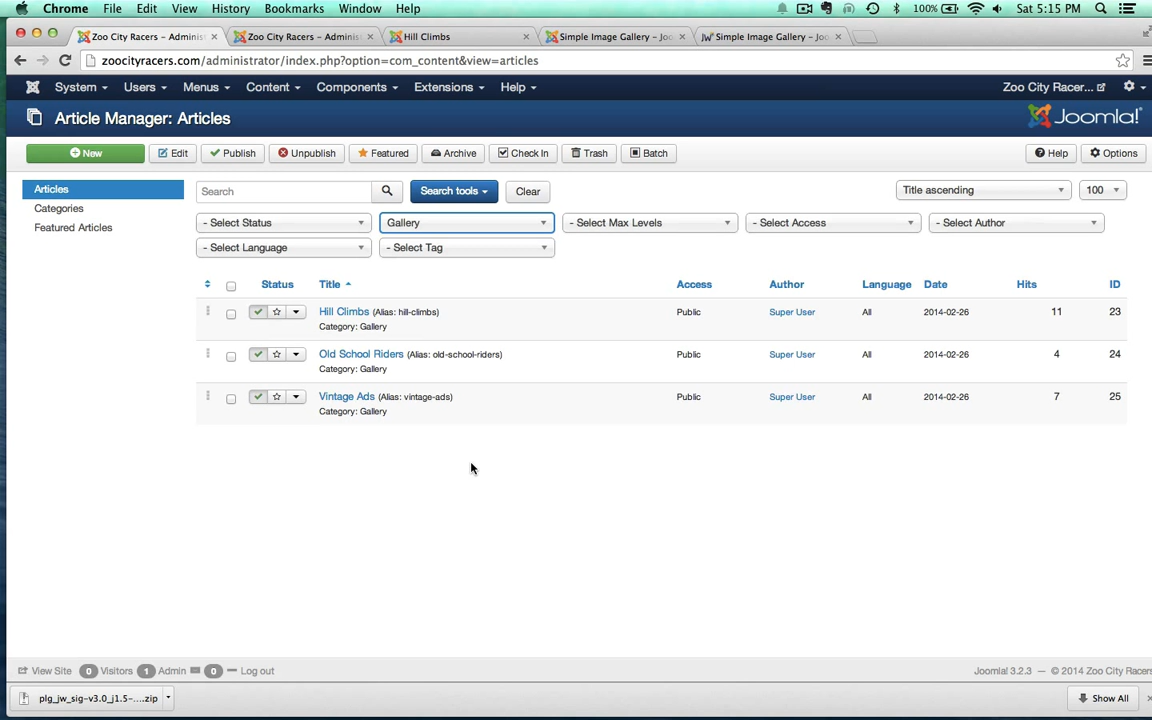 Chrome File Edit View History Bookmarks Window Help 100% Sat 5:15 PM
Zoo City Racers – Administ Zoo City Racers – Adminis Hill Climbs Simple Image Gallery – Jo Simple Image Gallery – Jo
zoocityracers.com/administrator/index.php?option=com_content&view=articles
System Users Menus Content Components Extensions Help Zoo City Racer...
Article Manager: Articles Joomla!
New Edit Publish Unpublish Featured Archive Check In Trash Batch Help Options
Articles
Categories
Featured Articles
Search Search tools Clear Title ascending 100
- Select Status Gallery - Select Max Levels - Select Access - Select Author
- Select Language - Select Tag
Status Title Access Author Language Date Hits ID
Hill Climbs (Alias: hill-climbs) Public Super User All 2014-02-26 11 23
Category: Gallery
Old School Riders (Alias: old-school-riders) Public Super User All 2014-02-26 4 24
Category: Gallery
Vintage Ads (Alias: vintage-ads) Public Super User All 2014-02-26 7 25
Category: Gallery
View Site 0 Visitors 1 Admin 0 Log out Joomla! 3.2.3 — © 2014 Zoo City Racers
plg_jw_sig-v3.0_j1.5-....zip Show All